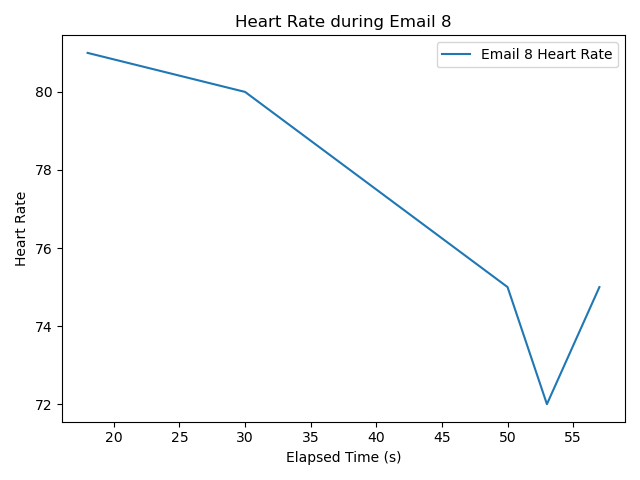 Heart Rate during Email 8
Email 8 Heart Rate
Heart Rate
80
78
76
74
72
20 25 30 35 40 45 50 55
Elapsed Time (s)